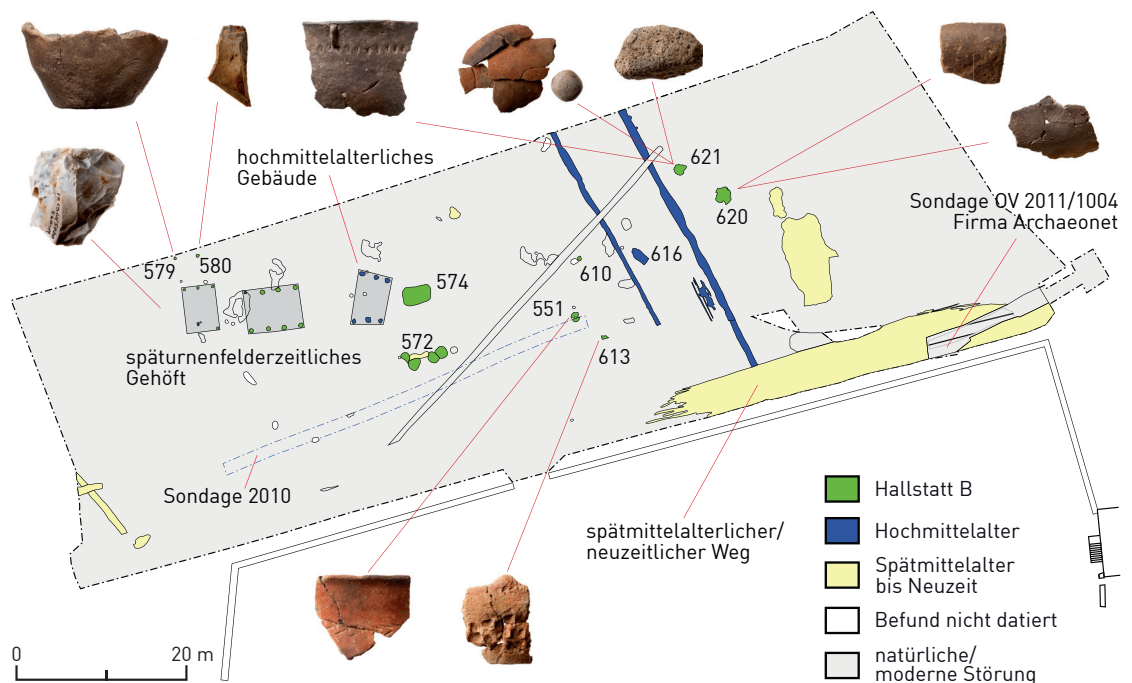 hochmittelalterliches
Gebäude
621
620
Sondage OV 2011/1004
Firma Archaeonet
579
580
574
610
616
551
572
613
späturnenfelderzeitliches
Gehöft
Sondage 2010
spätmittelalterlicher/
neuzeitlicher Weg
Hallstatt B
Hochmittelalter
Spätmittelalter
bis Neuzeit
Befund nicht datiert
natürliche/
moderne Störung
0
20 m